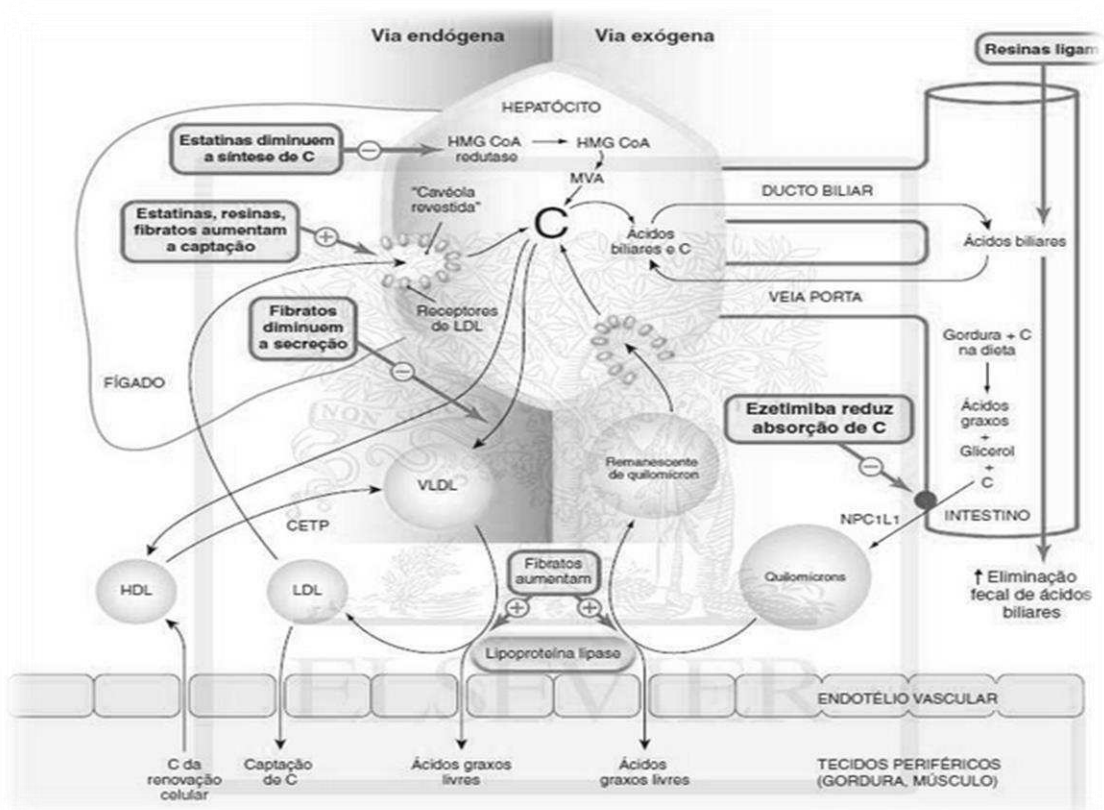 Via endógena
Via exógena
Resinas ligam
HEPATÓCITO
Estatinas diminuem
a síntese de C
HMG CoA
redutase
HMG CoA
MVA
"Cavéola
revestida"
C
Ácidos
biliares e C
DUCTO BILIAR
Ácidos biliares
Estatinas, resinas,
fibratos aumentam
a captação
+
Receptores
de LDL
VEIA PORTA
Fibratos
diminuem
a secreção
Gordura + C
na dieta
FÍGADO
Ácidos
graxos
+
Glicerol
+
C
Ezetimiba reduz
absorção de C
NON
Remanescente
de quilomícron
VLDL
NPC1L1
INTESTINO
CETP
HDL
LDL
Fibratos
aumentam
+
+
Quilomícrons
↑ Eliminação
fecal de ácidos
biliares
Lipoproteína lipase
ELSEVIER
ENDOTÉLIO VASCULAR
C da
renovação
celular
Captação
de C
Ácidos graxos
livres
Ácidos
graxos livres
TECIDOS PERIFÉRICOS
(GORDURA, MÚSCULO)